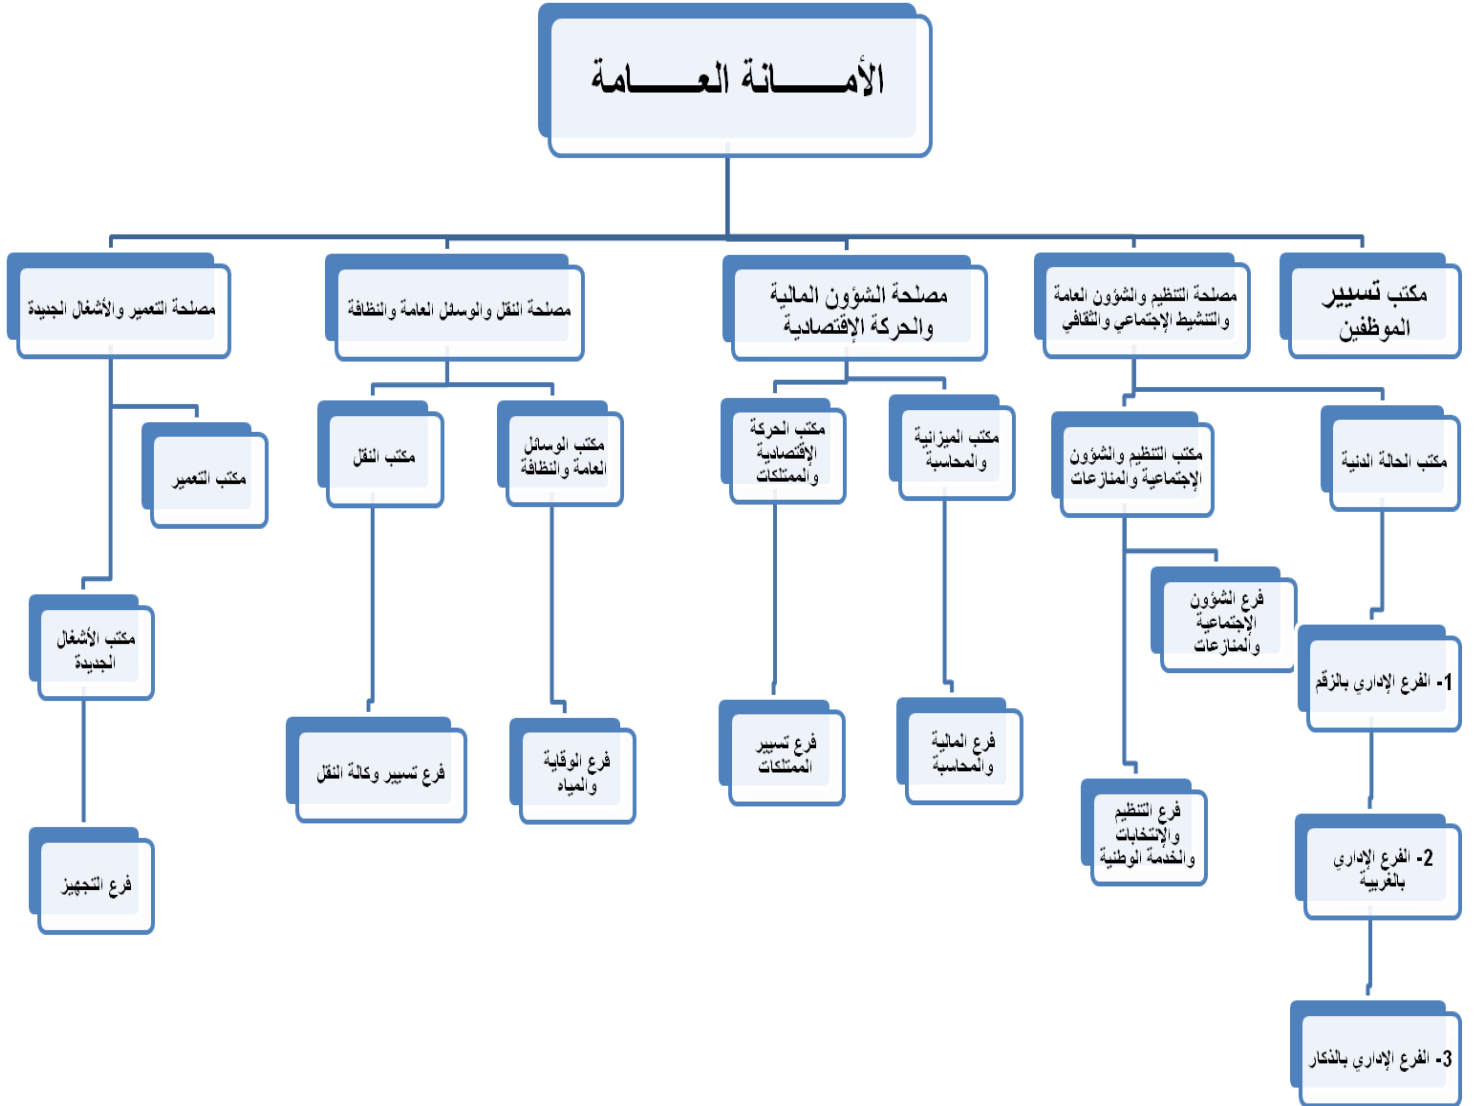 الأمـــــــانة العـــــــامة
مكتب تسيير
الموظفين
مصلحة التنظيم والشؤون العامة
والتنشيط الإجتماعي والثقافي
مصلحة الشؤون المالية
والحركة الإقتصادية
مصلحة النقل والوسائل العامة والنظافة
مصلحة التعمير والأشغال الجديدة
مكتب الحالة الدنية
مكتب التنظيم والشؤون
الإجتماعية والمنازعات
مكتب الميزانية
والمحاسبة
مكتب الحركة
الإقتصادية
والممتلكات
مكتب الوسائل
العامة والنظافة
مكتب النقل
مكتب التعمير
فرع الشؤون
الإجتماعية
والمنازعات
مكتب الأشغال
الجديدة
1- الفرع الإداري بالزقم
فرع المالية
والمحاسبة
فرع تسيير
الممتلكات
فرع الوقاية
والمياه
فرع تسيير وكالة النقل
فرع التنظيم
والإنتخابات
والخدمة الوطنية
2- الفرع الإداري
بالغربية
فرع التجهيز
3- الفرع الإداري بالذكار